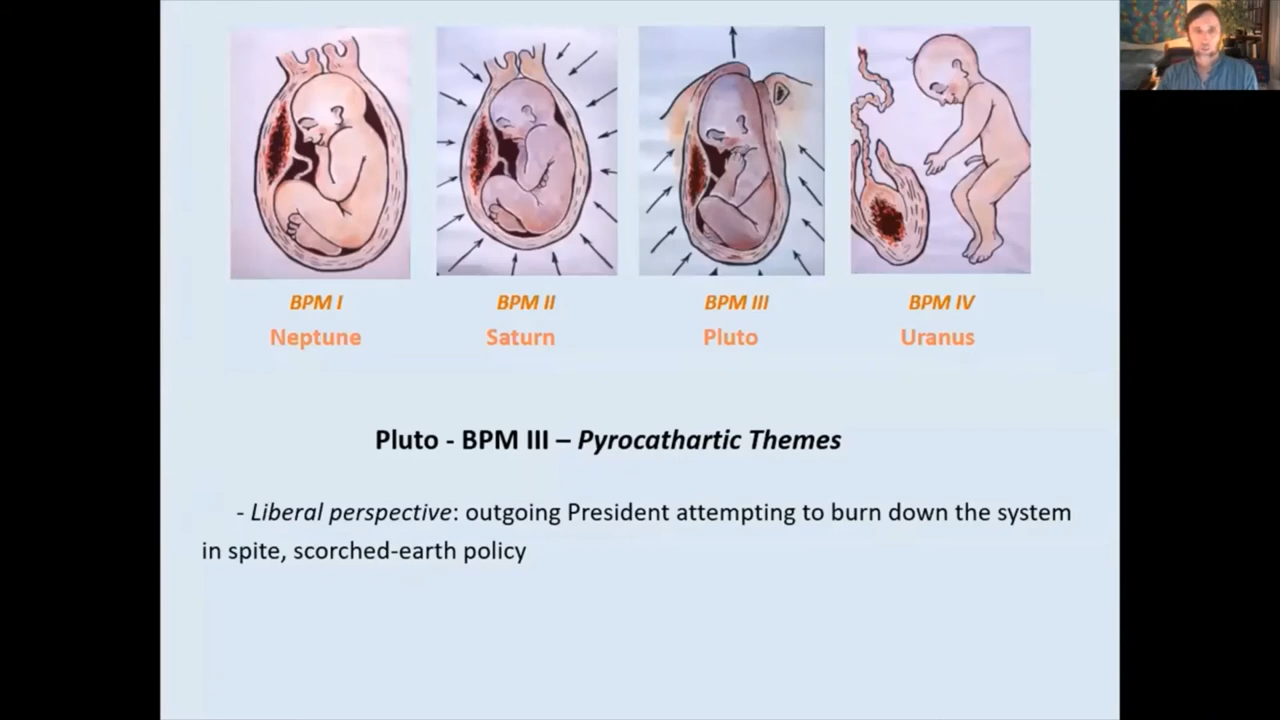 BPM I
BPM II
BPM III
BPM IV
Neptune
Saturn
Pluto
Uranus
Pluto - BPM III – Pyrocathartic Themes
- Liberal perspective: outgoing President attempting to burn down the system
in spite, scorched-earth policy